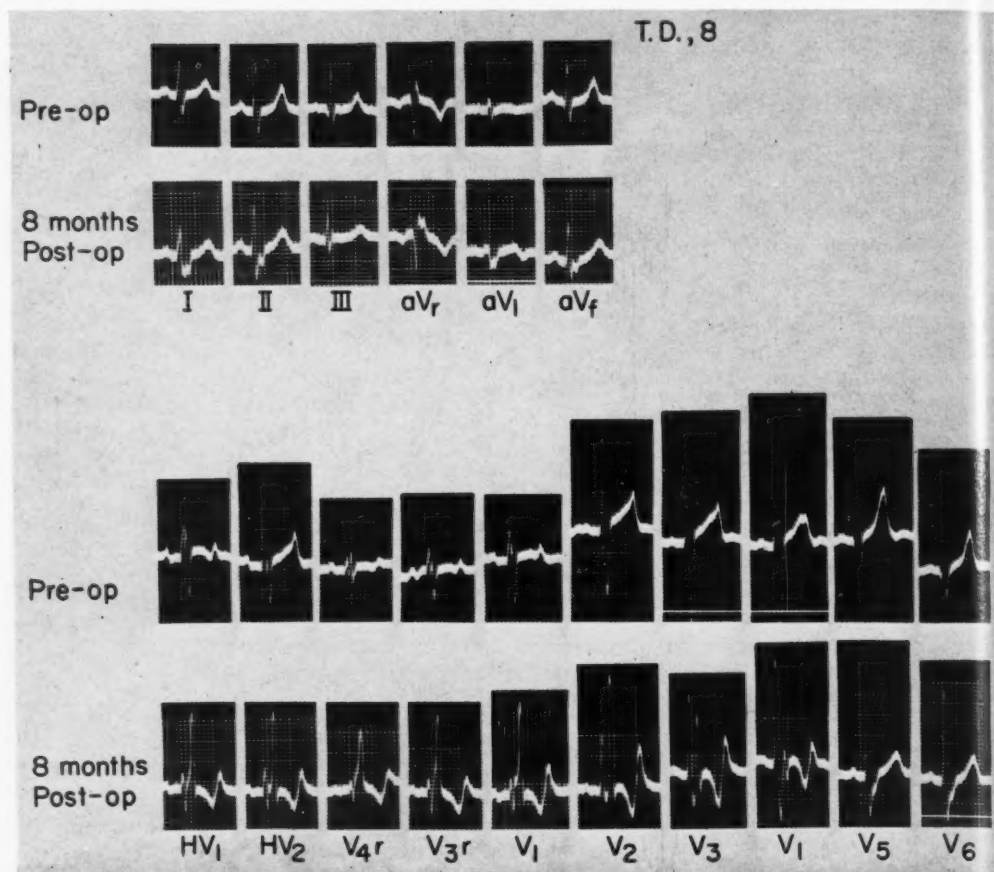 T.D., 8
Pre-op
8 months
Post-op
I II III aVr aVl aVf
Pre-op
8 months
Post-op
HV1 HV2 V4r V3r V1 V2 V3 V1 V5 V6